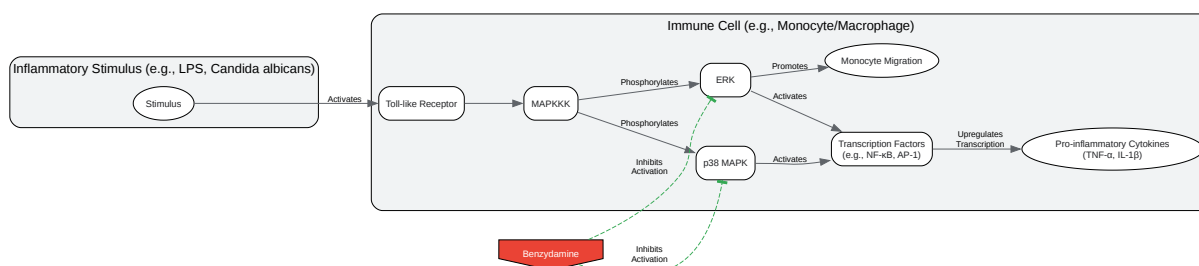 Immune Cell (e.g., Monocyte/Macrophage)
Inflammatory Stimulus (e.g., LPS, Candida albicans)
Stimulus
Activates
Toll-like Receptor
MAPKKK
Phosphorylates
Phosphorylates
ERK
Promotes
Monocyte Migration
Activates
Inhibits
Activation
p38 MAPK
Activates
Transcription Factors
(e.g., NF-κB, AP-1)
Upregulates
Transcription
Pro-inflammatory Cytokines
(TNF-α, IL-1β)
Benzydamine
Inhibits
Activation